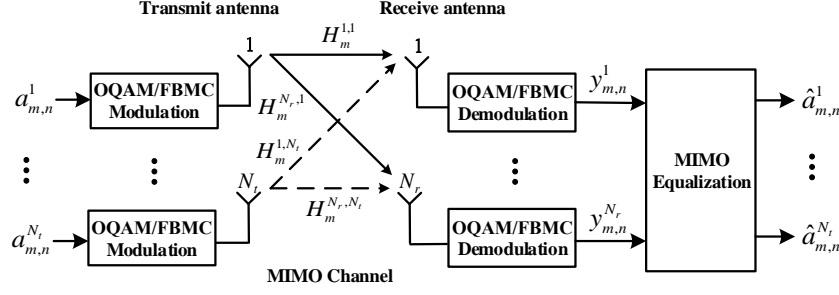 Transmit antenna
Receive antenna
H_m^{1,1}
1
1
a_{m,n}^1
OQAM/FBMC
Modulation
H_m^{N_r,1}
OQAM/FBMC
Demodulation
y_{m,n}^1
â_{m,n}^1
H_m^{1,N_t}
MIMO
Equalization
N_t
N_r
a_{m,n}^{N_t}
OQAM/FBMC
Modulation
H_m^{N_r,N_t}
OQAM/FBMC
Demodulation
y_{m,n}^{N_r}
â_{m,n}^{N_t}
MIMO Channel